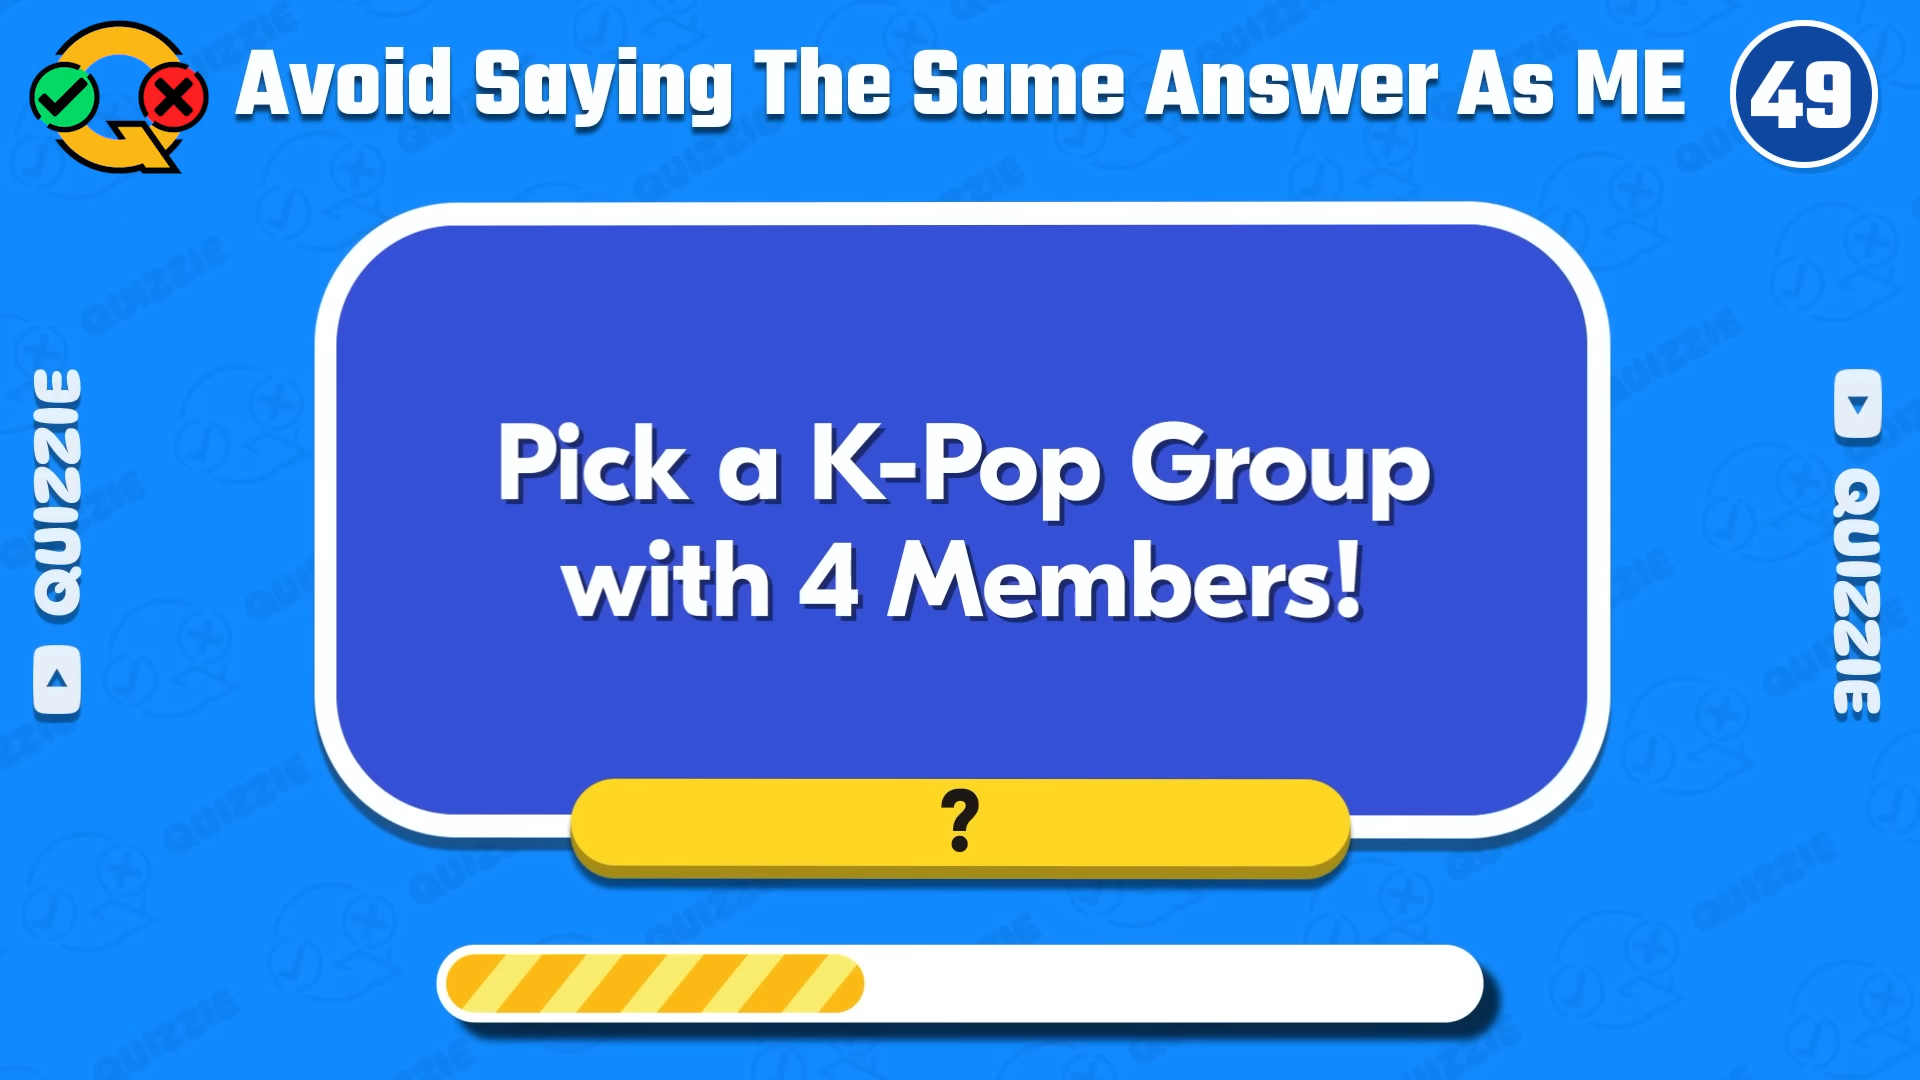 Avoid Saying The Same Answer As ME
49
QUIZZIE
Pick a K-Pop Group
with 4 Members!
QUIZZIE
?